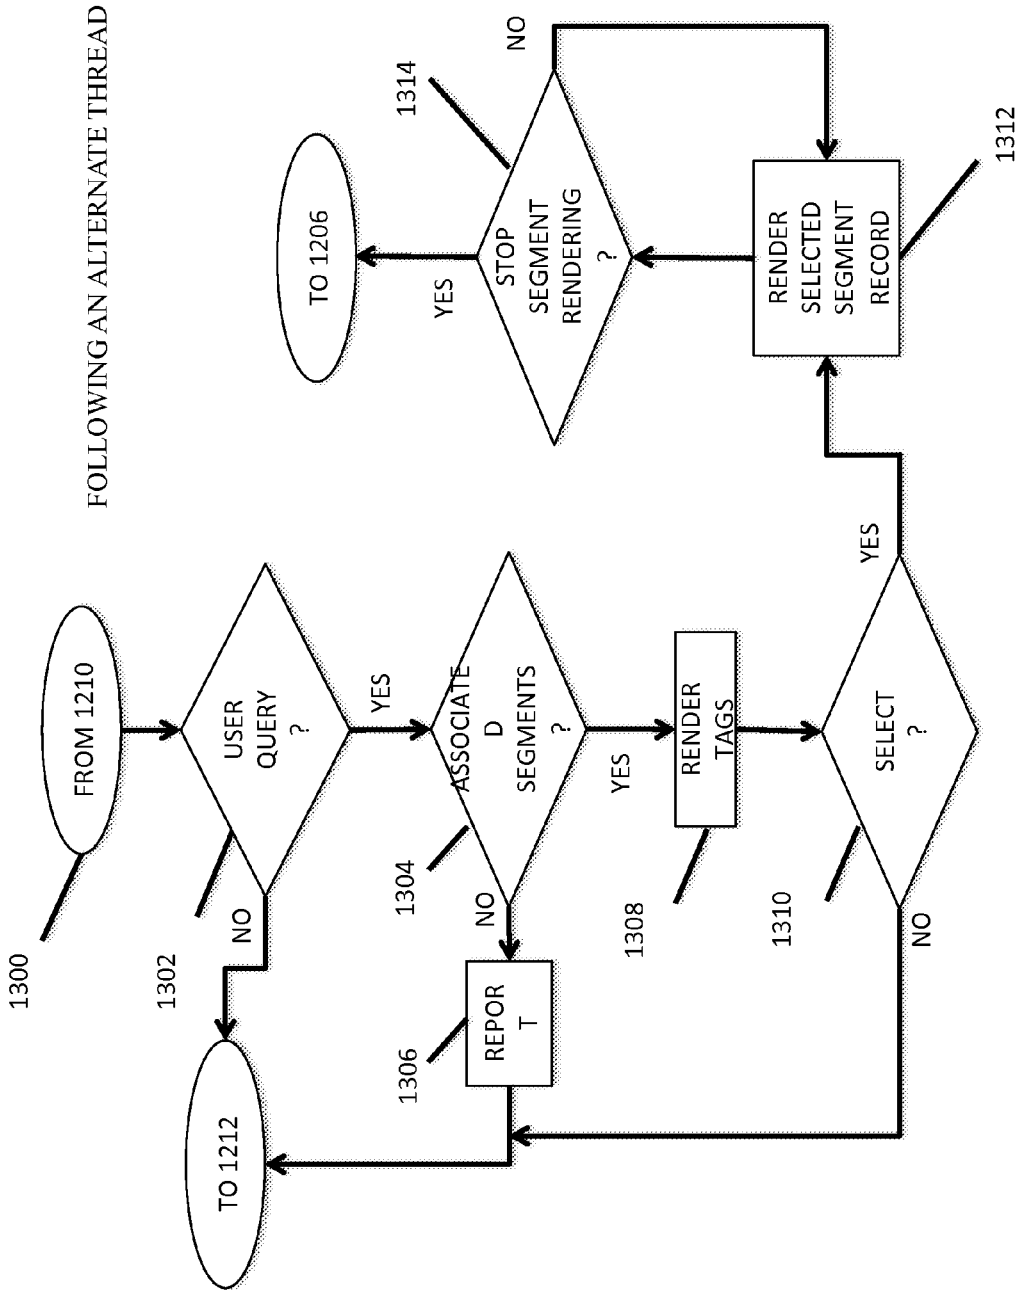 FOLLOWING AN ALTERNATE THREAD
1300
FROM 1210
1302
USER
QUERY
?
NO
YES
TO 1212
1304
ASSOCIATE
D
SEGMENTS
?
NO
YES
1306
REPOR
T
1308
RENDER
TAGS
1310
SELECT
?
NO
YES
1312
RENDER
SELECTED
SEGMENT
RECORD
1314
STOP
SEGMENT
RENDERING
?
NO
YES
TO 1206